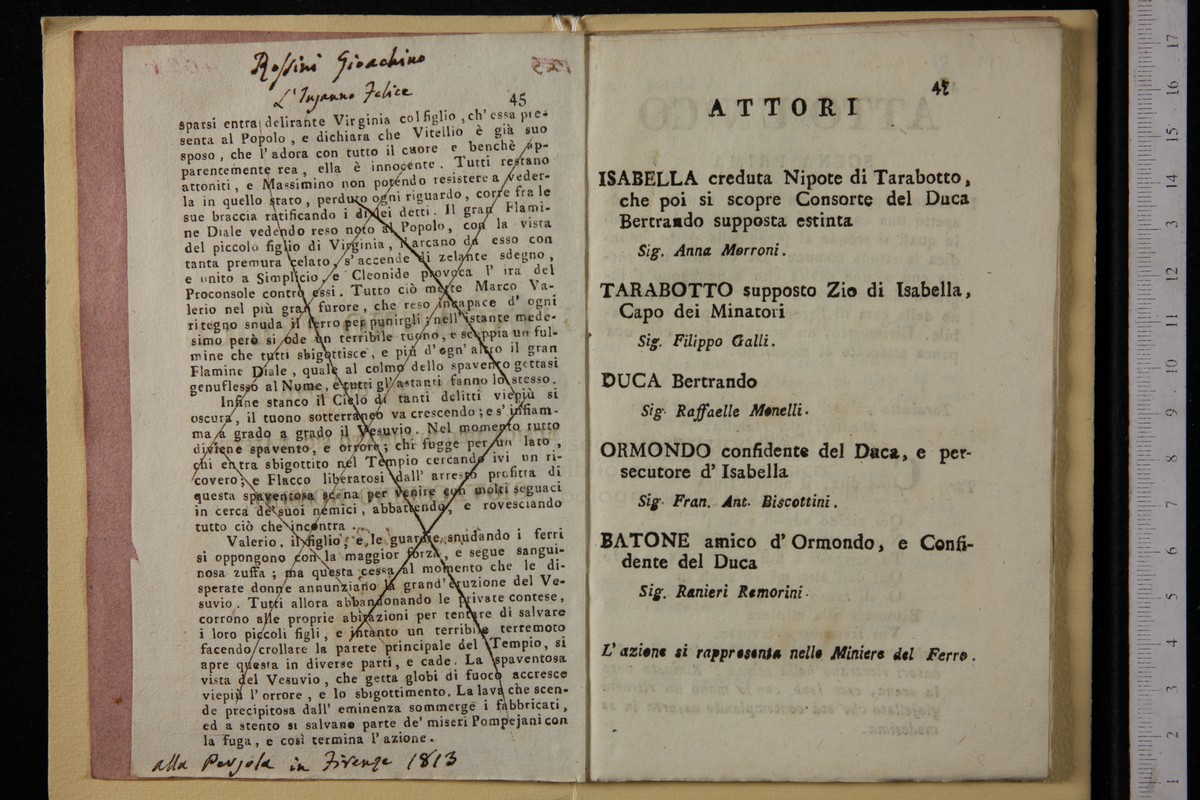 Rossini Gioachino
L'Inganno Felice
45
sparsi entra delirante Virginia col figlio, ch' essa pre-
senta al Popolo, e dichiara che Vitellio è già suo
sposo, che l' adora con tutto il cuore e benchè ap-
parentemente rea, ella è innocente. Tutti restano
attoniti, e Massimino non potendo resistere a veder-
la in quello stato, perduto ogni riguardo, corre fra le
sue braccia ratificando i di lei detti. Il gran Flami-
ne Diale vedendo reso noto al Popolo, con la vista
del piccolo figlio di Virginia, l'arcano da esso con
tanta premura celato, s' accende di zelante sdegno,
e unito a Simplicio, e Cleonide provoca l' ira del
Proconsole contro essi. Tutto ciò mette Marco Va-
lerio nel più gran furore, che reso incapace d' ogni
ritegno snuda il ferro per punirgli; nell' istante mede-
simo però si ode un terribile tuono, e scoppia un ful-
mine che tutti sbigottisce, e più d' ogn' altro il gran
Flamine Diale, quale al colmo dello spavento gettasi
genuflesso al Nume, e tutti gl' astanti fanno lo stesso.
Infine stanco il Cielo di tanti delitti viepiù si
oscura, il tuono sotterraneo va crescendo; e s' infiam-
ma a grado a grado il Vesuvio. Nel momento tutto
diviene spavento, e orrore; chi fugge per un lato,
chi entra sbigottito nel Tempio cercando ivi un ri-
covero; e Flacco liberatosi dall' arresto profitta di
questa spaventosa scena per venire con molti seguaci
in cerca de' suoi nemici, abbattendo, e rovesciando
tutto ciò che incontra.
Valerio, il figlio, e le guardie snudando i ferri
si oppongono con la maggior forza, e segue sangui-
nosa zuffa; ma questa cessa al momento che le di-
sperate donne annunziano la grand' eruzione del Ve-
suvio. Tutti allora abbandonando le private contese,
corrono alle proprie abitazioni per tentare di salvare
i loro piccoli figli, e intanto un terribile terremoto
facendo crollare la parete principale del Tempio, si
apre questa in diverse parti, e cade. La spaventosa
vista del Vesuvio, che getta globi di fuoco accresce
viepiù l' orrore, e lo sbigottimento. La lava che scen-
de precipitosa dall' eminenza sommerge i fabbricati,
ed a stento si salvano parte de' miseri Pompejani con
la fuga, e così termina l' azione.
alla Pergola in Firenze 1813
ATTORI
ISABELLA creduta Nipote di Tarabotto,
che poi si scopre Consorte del Duca
Bertrando supposta estinta
Sig. Anna Morroni.
TARABOTTO supposto Zio di Isabella,
Capo dei Minatori
Sig. Filippo Galli.
DUCA Bertrando
Sig. Raffaelle Monelli.
ORMONDO confidente del Duca, e per-
secutore d' Isabella
Sig. Fran. Ant. Biscottini.
BATONE amico d' Ormondo, e Confi-
dente del Duca
Sig. Ranieri Remorini.
L' azione si rappresenta nelle Miniere del Ferro.
1 2 3 4 5 6 7 8 9 10 11 12 13 14 15 16 17